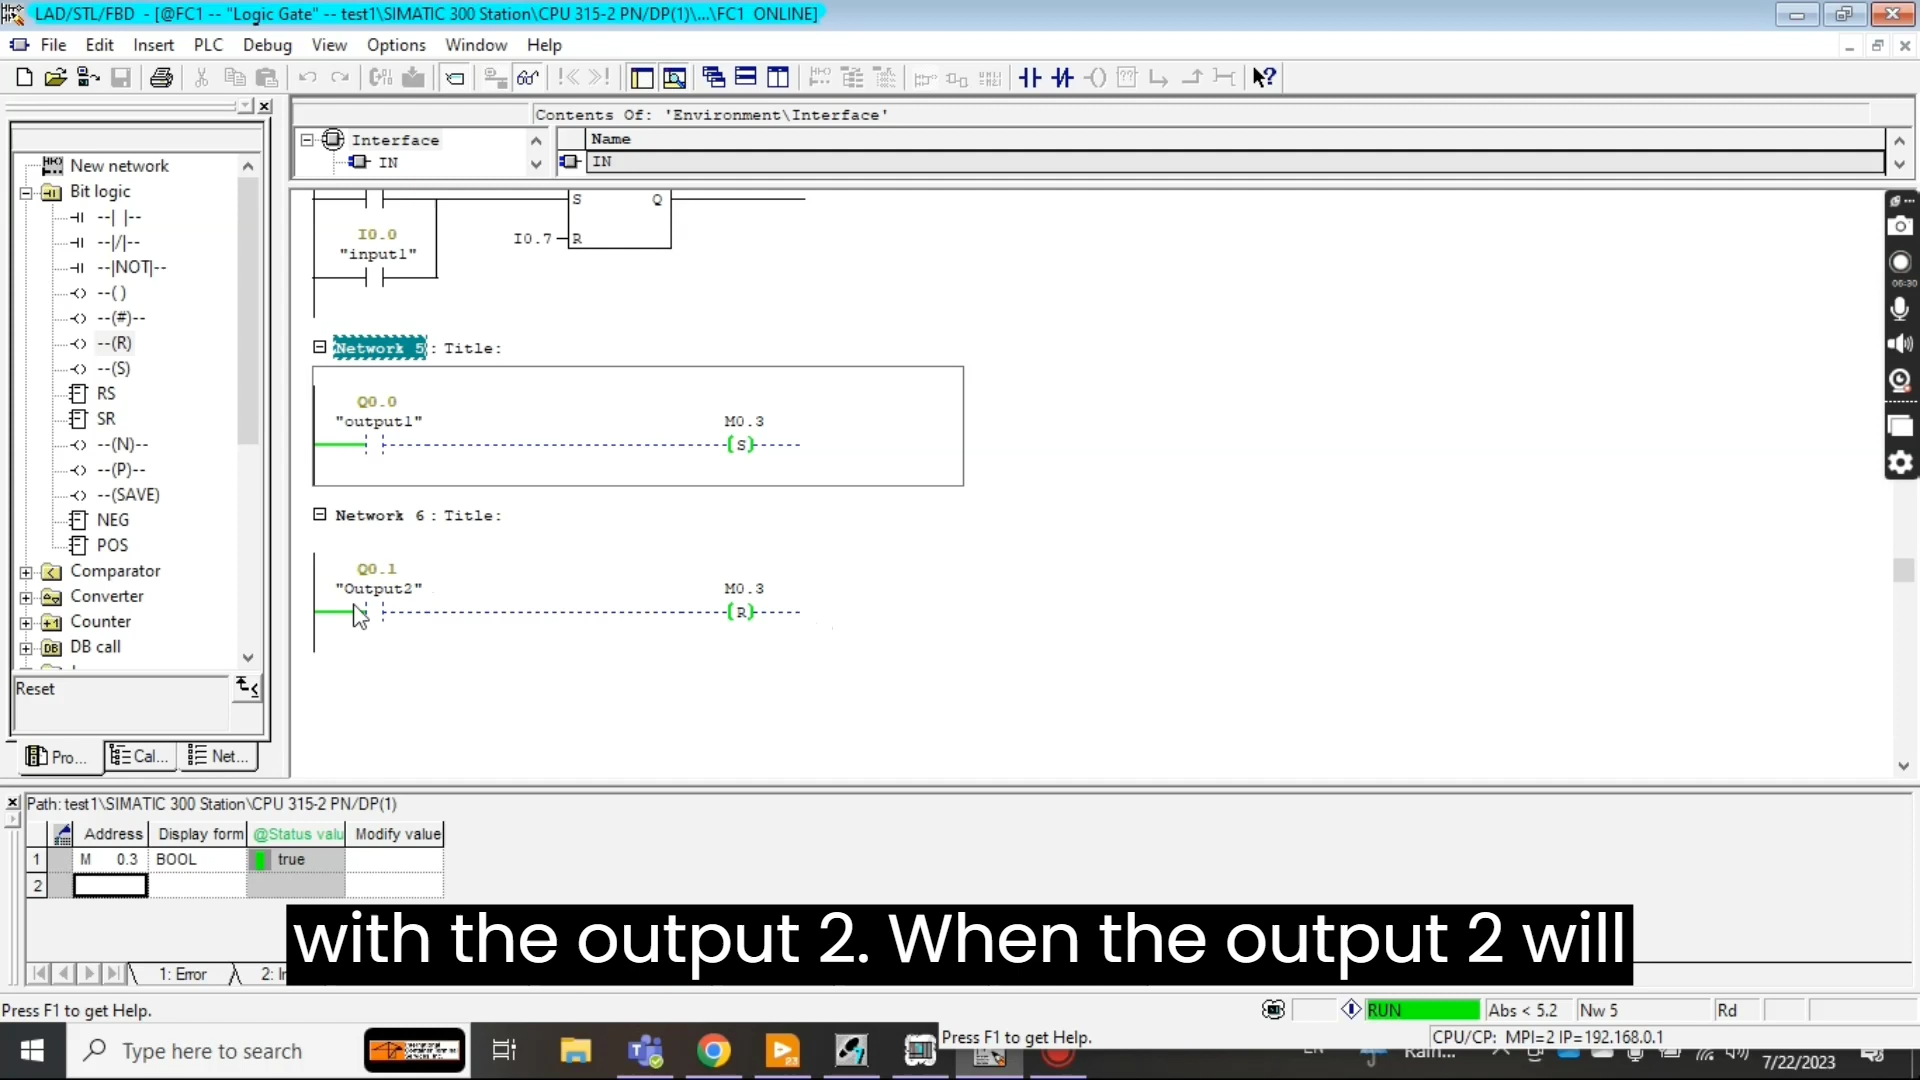 LAD/STL/FBD - [@FC1 -- "Logic Gate" -- test1\SIMATIC 300 Station\CPU 315-2 PN/DP(1)\...\FC1 ONLINE]
File Edit Insert PLC Debug View Options Window Help
Contents Of: 'Environment\Interface'
Interface
IN
Name
IN
New network
Bit logic
--| |--
--|/|--
--|NOT|--
--( )
--(#)--
--(R)
--(S)
RS
SR
--(N)--
--(P)--
--(SAVE)
NEG
POS
Comparator
Converter
Counter
DB call
Reset
Pro...
Cal...
Net...
S Q
I0.0
"input1"
I0.7
R
Network 5 : Title:
Q0.0
"output1"
M0.3
(S)
Network 6 : Title:
Q0.1
"Output2"
M0.3
(R)
06:30
Path: test1\SIMATIC 300 Station\CPU 315-2 PN/DP(1)
Address Display form @Status valu Modify value
1 M 0.3 BOOL true
2
with the output 2. When the output 2 will
1: Error
2: I
Press F1 to get Help.
RUN
Abs < 5.2
Nw 5
Rd
Type here to search
Press F1 to get Help.
CPU/CP: MPI=2 IP=192.168.0.1
Rain...
7/22/2023